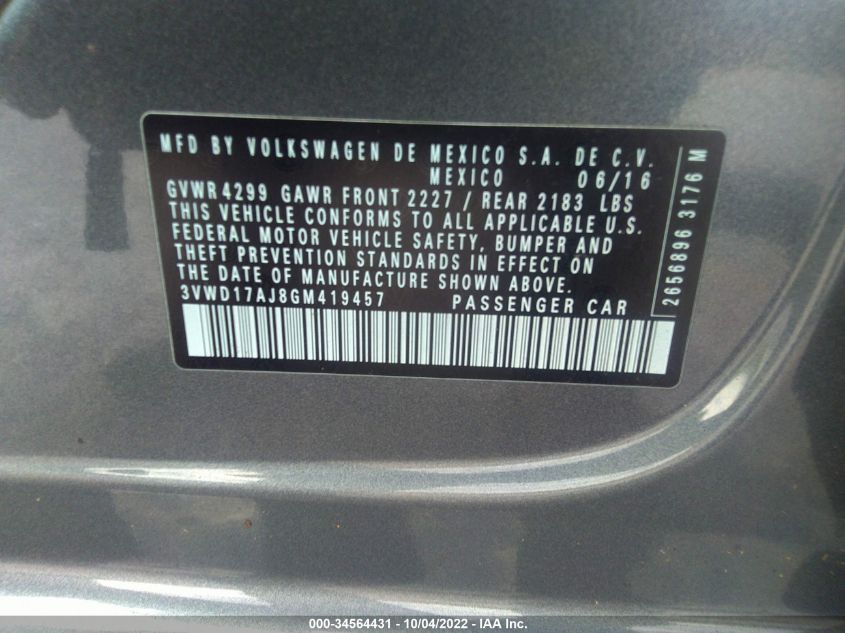 MFD BY VOLKSWAGEN DE MEXICO S.A. DE C.V.
MEXICO 06/16
GVWR 4299 GAWR FRONT 2227 / REAR 2183 LBS
THIS VEHICLE CONFORMS TO ALL APPLICABLE U.S.
FEDERAL MOTOR VEHICLE SAFETY, BUMPER AND
THEFT PREVENTION STANDARDS IN EFFECT ON
THE DATE OF MANUFACTURE SHOWN ABOVE.
3VWD17AJ8GM419457 PASSENGER CAR
2656896 3176 M
000-34564431 - 10/04/2022 - IAA Inc.